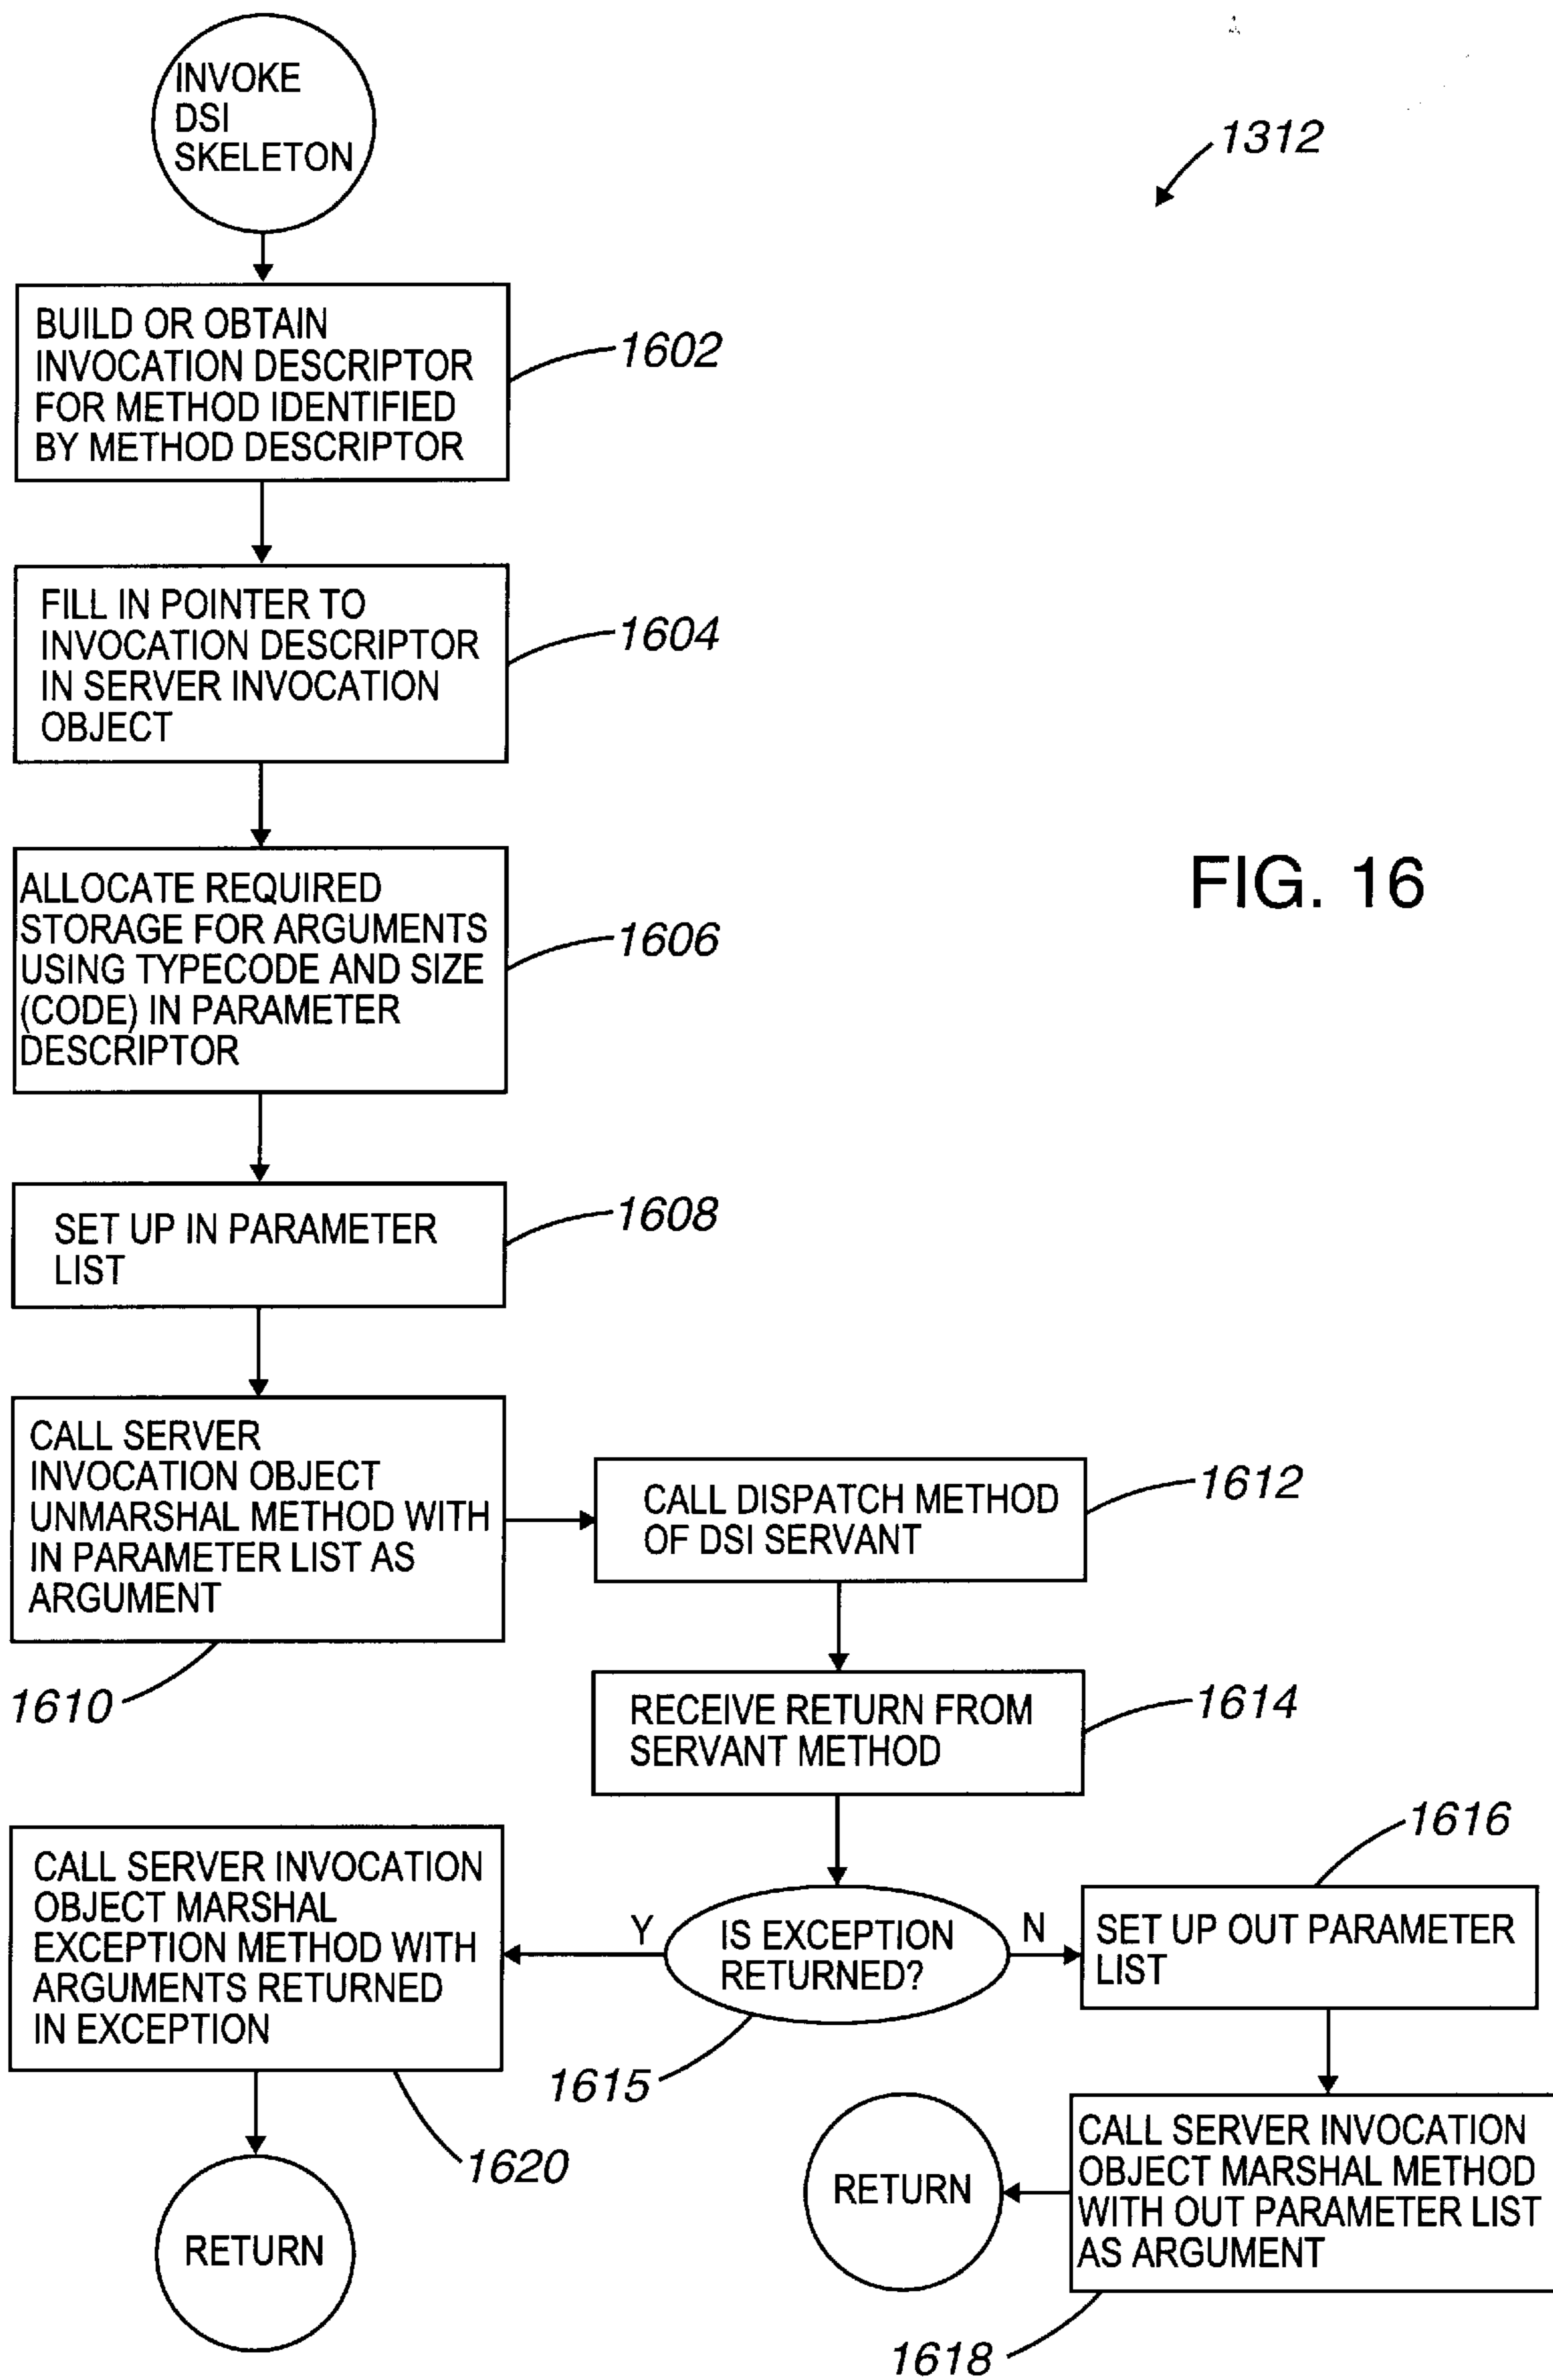 INVOKE
DSI
SKELETON
1312
BUILD OR OBTAIN
INVOCATION DESCRIPTOR
FOR METHOD IDENTIFIED
BY METHOD DESCRIPTOR
1602
FILL IN POINTER TO
INVOCATION DESCRIPTOR
IN SERVER INVOCATION
OBJECT
1604
ALLOCATE REQUIRED
STORAGE FOR ARGUMENTS
USING TYPECODE AND SIZE
(CODE) IN PARAMETER
DESCRIPTOR
1606
FIG. 16
SET UP IN PARAMETER
LIST
1608
CALL SERVER
INVOCATION OBJECT
UNMARSHAL METHOD WITH
IN PARAMETER LIST AS
ARGUMENT
1610
CALL DISPATCH METHOD
OF DSI SERVANT
1612
RECEIVE RETURN FROM
SERVANT METHOD
1614
IS EXCEPTION
RETURNED?
1615
Y
N
CALL SERVER INVOCATION
OBJECT MARSHAL
EXCEPTION METHOD WITH
ARGUMENTS RETURNED
IN EXCEPTION
1620
RETURN
SET UP OUT PARAMETER
LIST
1616
CALL SERVER INVOCATION
OBJECT MARSHAL METHOD
WITH OUT PARAMETER LIST
AS ARGUMENT
1618
RETURN